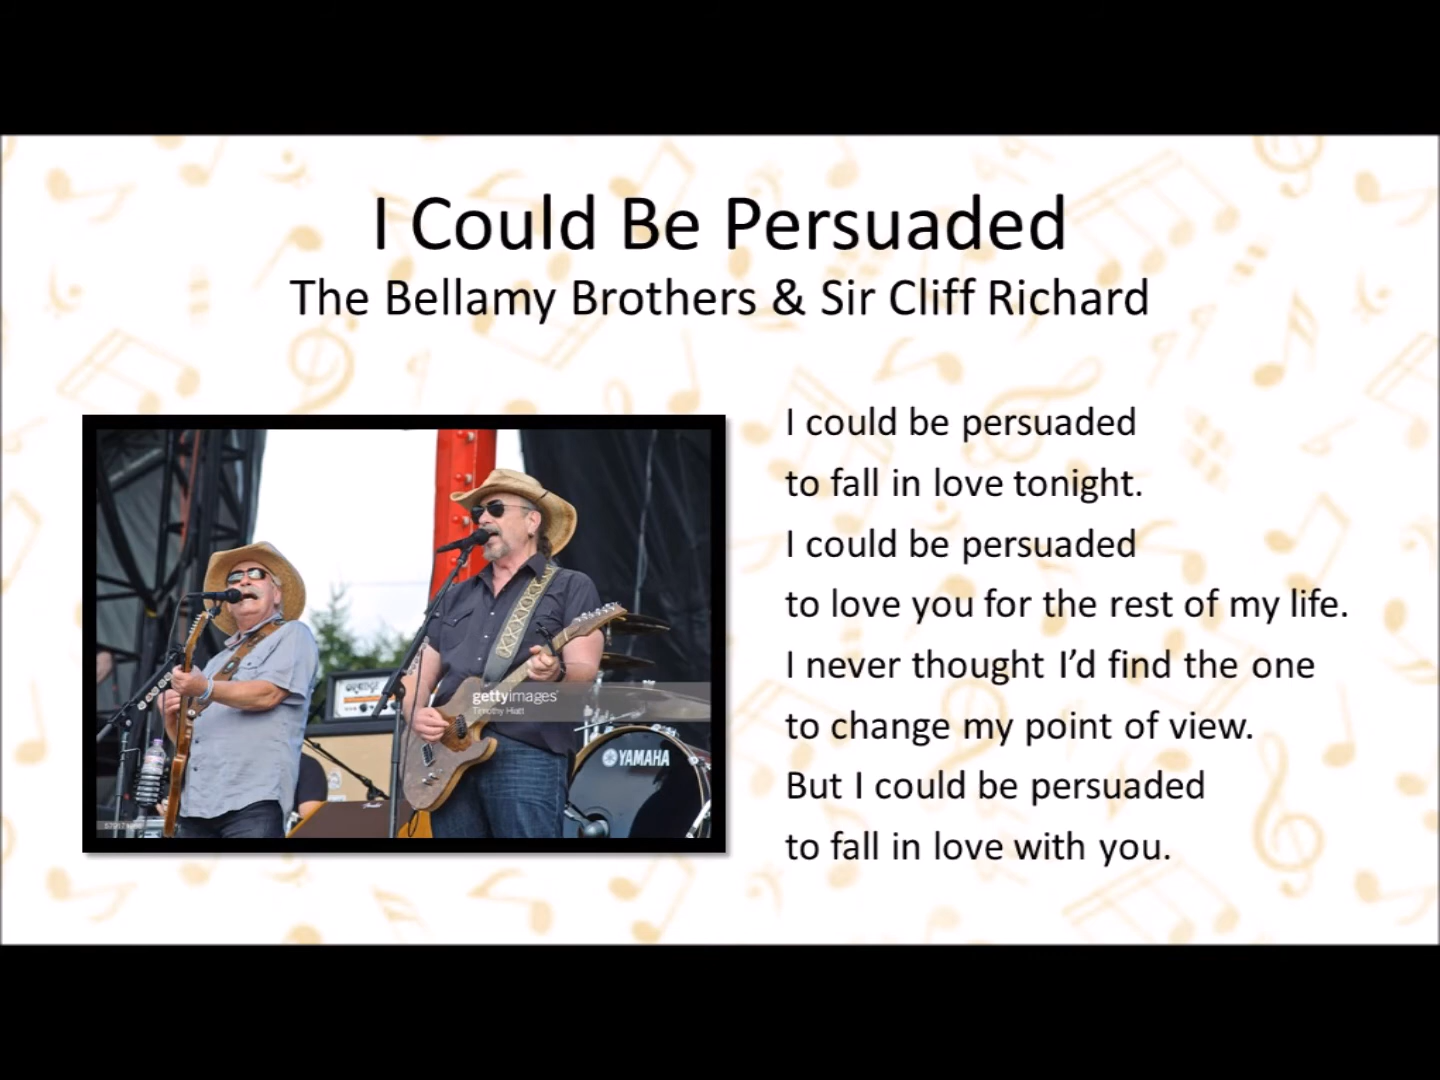 I Could Be Persuaded
The Bellamy Brothers & Sir Cliff Richard
I could be persuaded
to fall in love tonight.
I could be persuaded
to love you for the rest of my life.
I never thought I’d find the one
to change my point of view.
But I could be persuaded
to fall in love with you.
gettyimages
Timothy Hiatt
YAMAHA